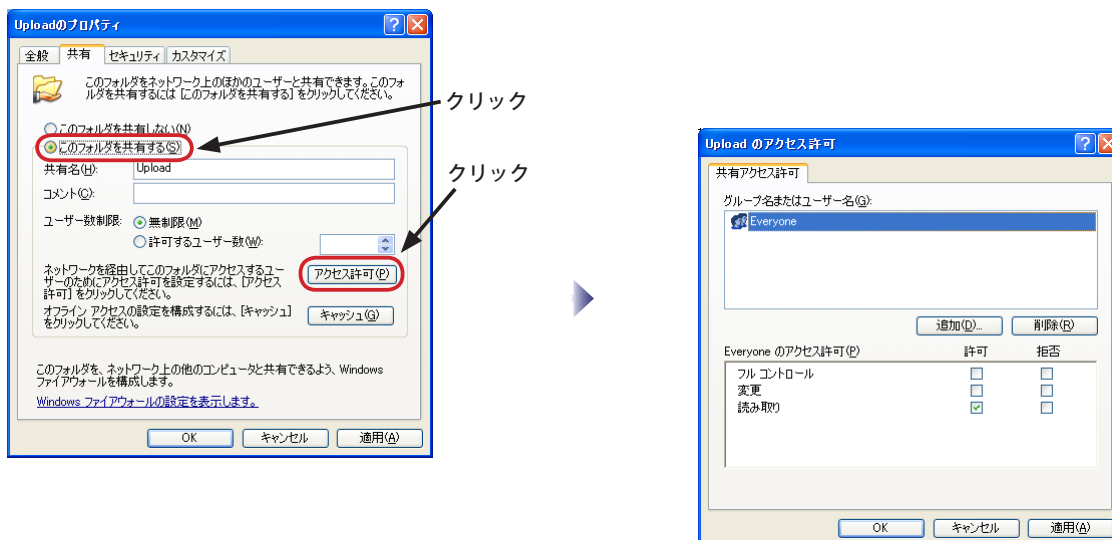 Uploadのプロパティ
全般 共有 セキュリティ カスタマイズ
このフォルダをネットワーク上のほかのユーザーと共有できます。このフォ
ルダを共有するには [このフォルダを共有する] をクリックしてください。
このフォルダを共有しない(N)
このフォルダを共有する(S)
共有名(H): Upload
コメント(C):
ユーザー数制限: 無制限(M)
許可するユーザー数(W):
ネットワークを経由してこのフォルダにアクセスするユー
ザーのためにアクセス許可を設定するには、[アクセス
許可] をクリックしてください。
アクセス許可(P)
オフライン アクセスの設定を構成するには、[キャッシュ]
をクリックしてください。
キャッシュ(G)
このフォルダを、ネットワーク上の他のコンピュータと共有できるよう、Windows
ファイアウォールを構成します。
Windows ファイアウォールの設定を表示します。
OK キャンセル 適用(A)
クリック
クリック
Upload のアクセス許可
共有アクセス許可
グループ名またはユーザー名(G):
Everyone
追加(D)... 削除(R)
Everyone のアクセス許可(P) 許可 拒否
フル コントロール
変更
読み取り
OK キャンセル 適用(A)